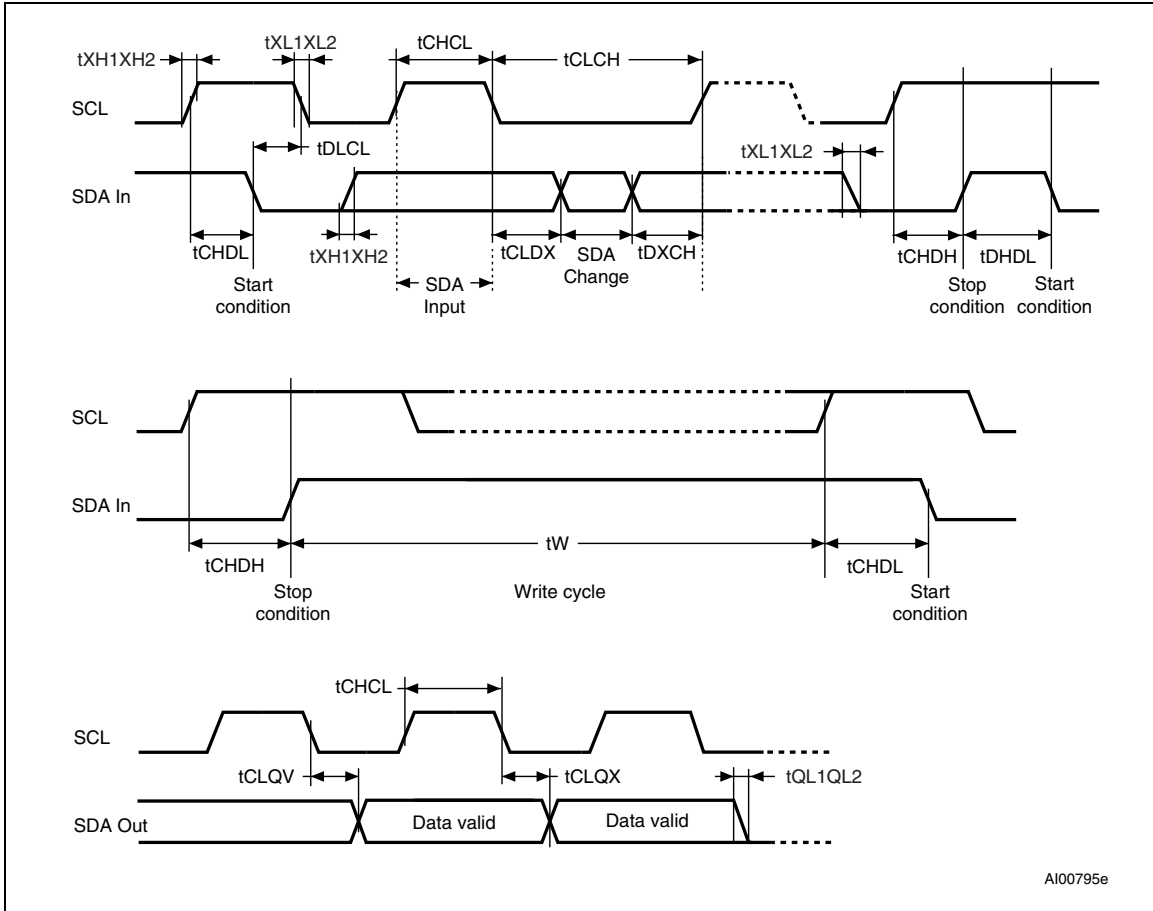 tXL1XL2
tCHCL
tXH1XH2
tCLCH
SCL
tDLCL
tXL1XL2
SDA In
tCHDL
tXH1XH2
tCLDX
SDA
Change
tDXCH
tCHDH
tDHDL
Start
condition
SDA
Input
Stop
condition
Start
condition
SCL
SDA In
tW
tCHDH
tCHDL
Stop
condition
Write cycle
Start
condition
tCHCL
SCL
tCLQV
tCLQX
tQL1QL2
SDA Out
Data valid
Data valid
AI00795e